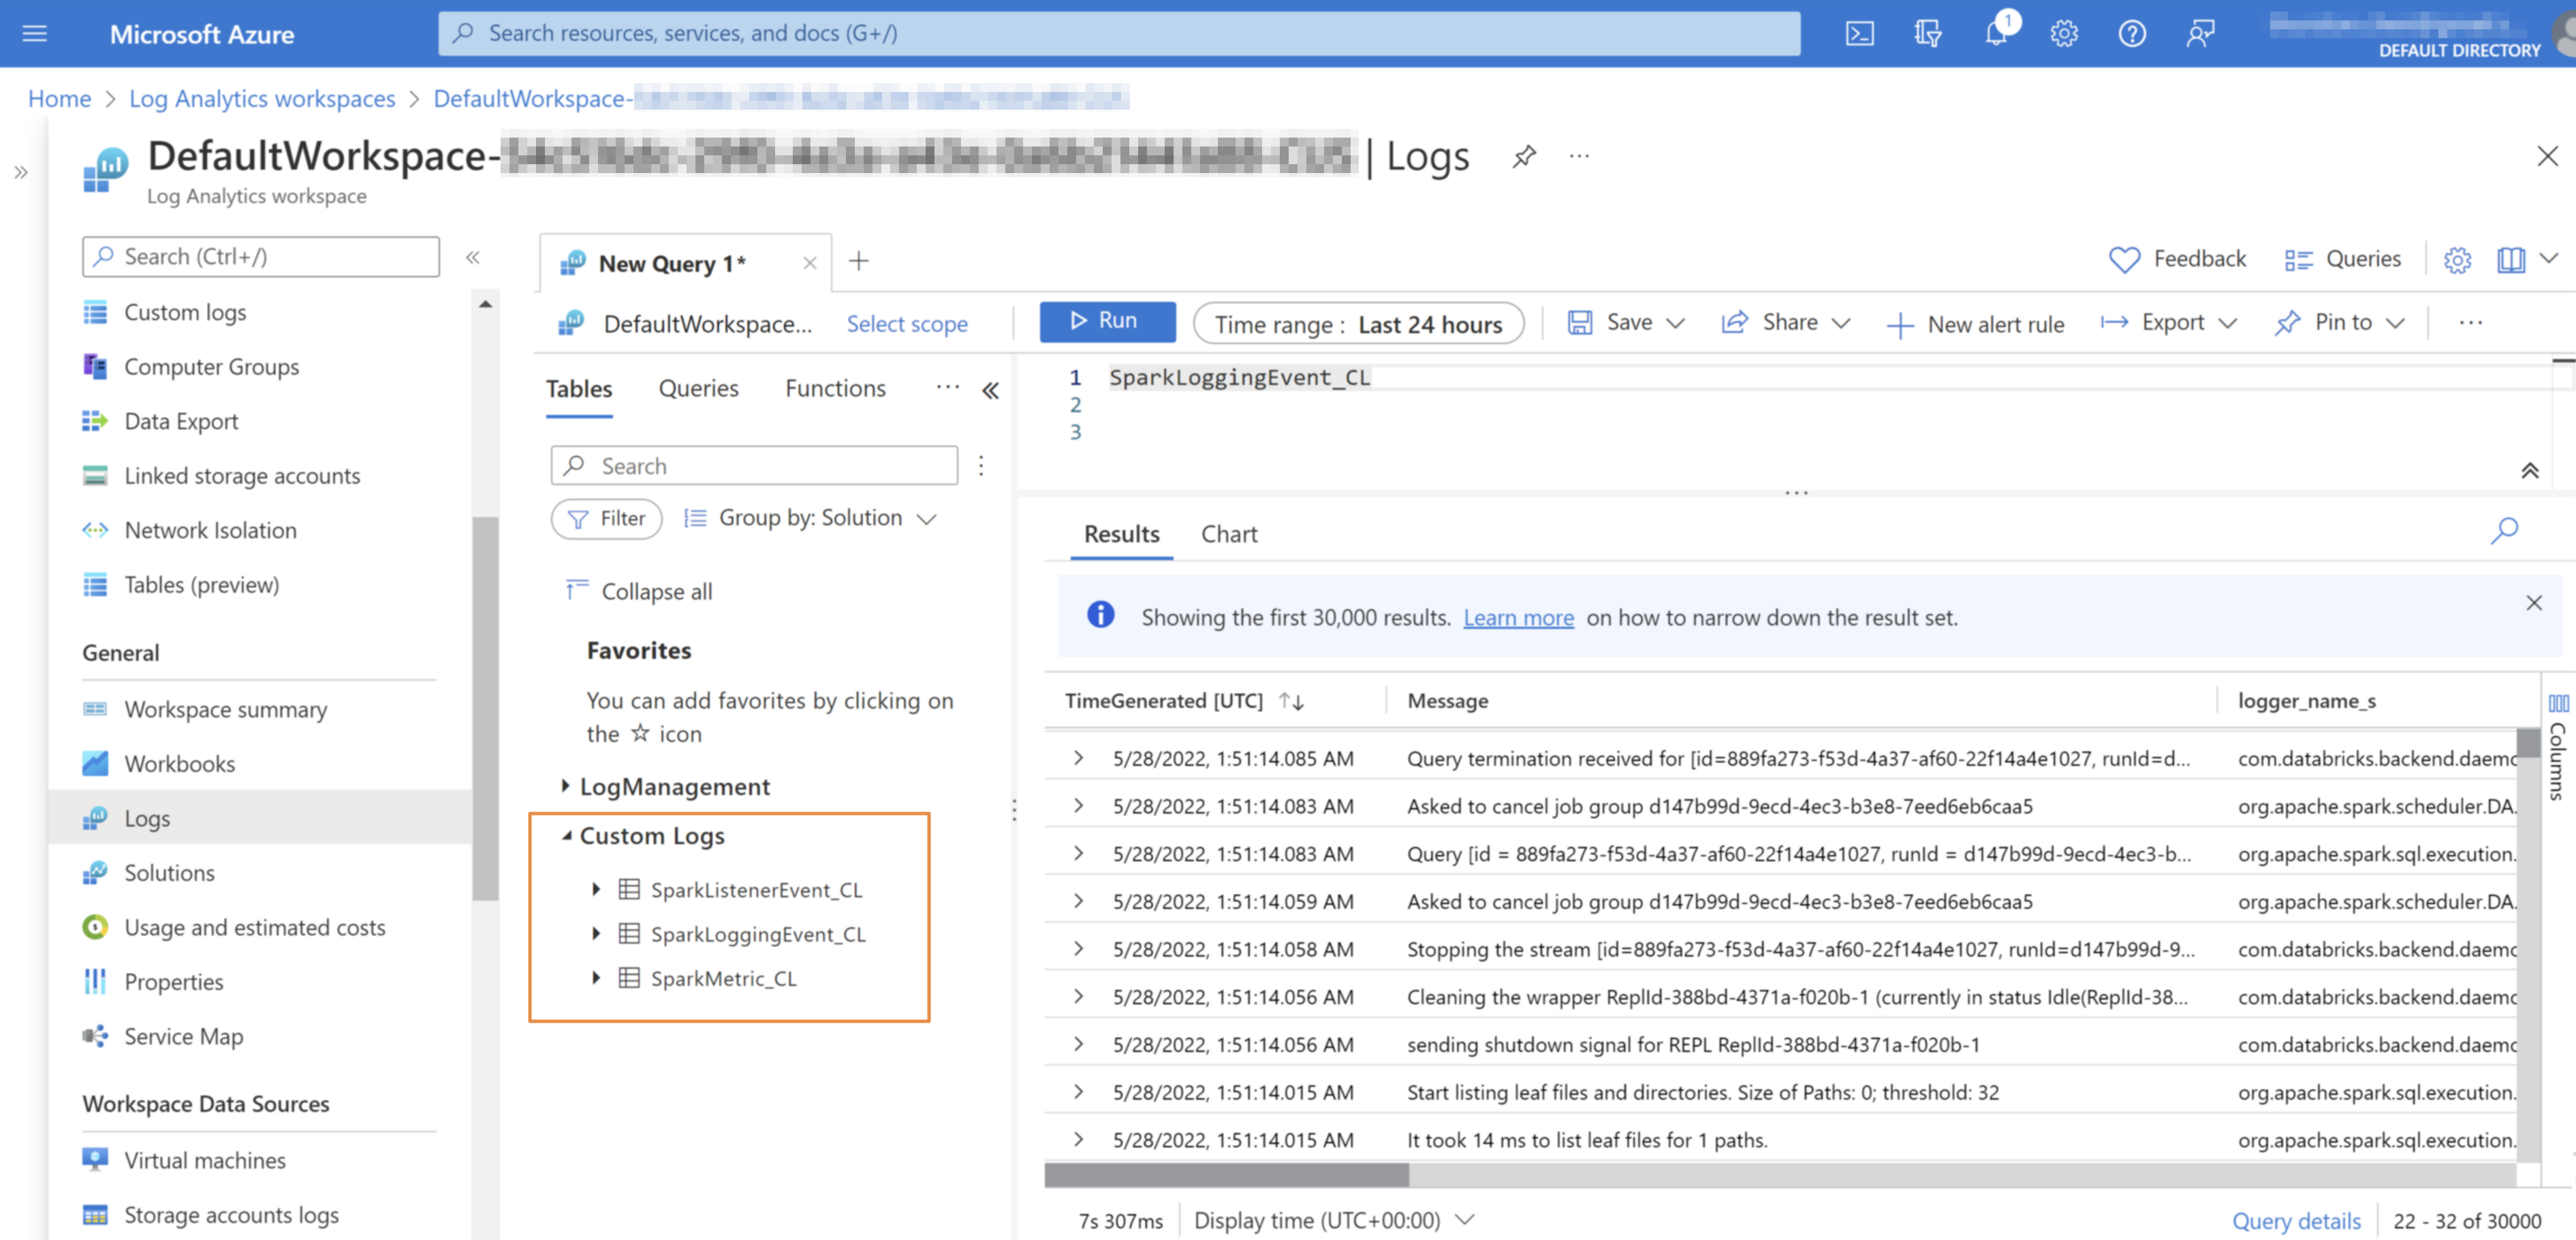 Microsoft Azure
Search resources, services, and docs (G+/)
1
DEFAULT DIRECTORY
Home > Log Analytics workspaces > DefaultWorkspace-
DefaultWorkspace- | Logs
Log Analytics workspace
Search (Ctrl+/)
Custom logs
Computer Groups
Data Export
Linked storage accounts
Network Isolation
Tables (preview)
General
Workspace summary
Workbooks
Logs
Solutions
Usage and estimated costs
Properties
Service Map
Workspace Data Sources
Virtual machines
Storage accounts logs
New Query 1*
Feedback
Queries
DefaultWorkspace...
Select scope
Run
Time range : Last 24 hours
Save
Share
New alert rule
Export
Pin to
Tables
Queries
Functions
Search
Filter
Group by: Solution
Collapse all
Favorites
You can add favorites by clicking on
the ☆ icon
LogManagement
Custom Logs
SparkListenerEvent_CL
SparkLoggingEvent_CL
SparkMetric_CL
1 SparkLoggingEvent_CL
2
3
Results
Chart
Showing the first 30,000 results. Learn more on how to narrow down the result set.
TimeGenerated [UTC] Message logger_name_s
5/28/2022, 1:51:14.085 AM Query termination received for [id=889fa273-f53d-4a37-af60-22f14a4e1027, runId=d... com.databricks.backend.daemo
5/28/2022, 1:51:14.083 AM Asked to cancel job group d147b99d-9ecd-4ec3-b3e8-7eed6eb6caa5 org.apache.spark.scheduler.DA.
5/28/2022, 1:51:14.083 AM Query [id = 889fa273-f53d-4a37-af60-22f14a4e1027, runId = d147b99d-9ecd-4ec3-b... org.apache.spark.sql.execution.
5/28/2022, 1:51:14.059 AM Asked to cancel job group d147b99d-9ecd-4ec3-b3e8-7eed6eb6caa5 org.apache.spark.scheduler.DA.
5/28/2022, 1:51:14.058 AM Stopping the stream [id=889fa273-f53d-4a37-af60-22f14a4e1027, runId=d147b99d-9... com.databricks.backend.daemo
5/28/2022, 1:51:14.056 AM Cleaning the wrapper ReplId-388bd-4371a-f020b-1 (currently in status Idle(ReplId-38... com.databricks.backend.daemo
5/28/2022, 1:51:14.056 AM sending shutdown signal for REPL ReplId-388bd-4371a-f020b-1 com.databricks.backend.daemo
5/28/2022, 1:51:14.015 AM Start listing leaf files and directories. Size of Paths: 0; threshold: 32 org.apache.spark.sql.execution.
5/28/2022, 1:51:14.015 AM It took 14 ms to list leaf files for 1 paths. org.apache.spark.sql.execution.
Columns
7s 307ms
Display time (UTC+00:00)
Query details
22 - 32 of 30000